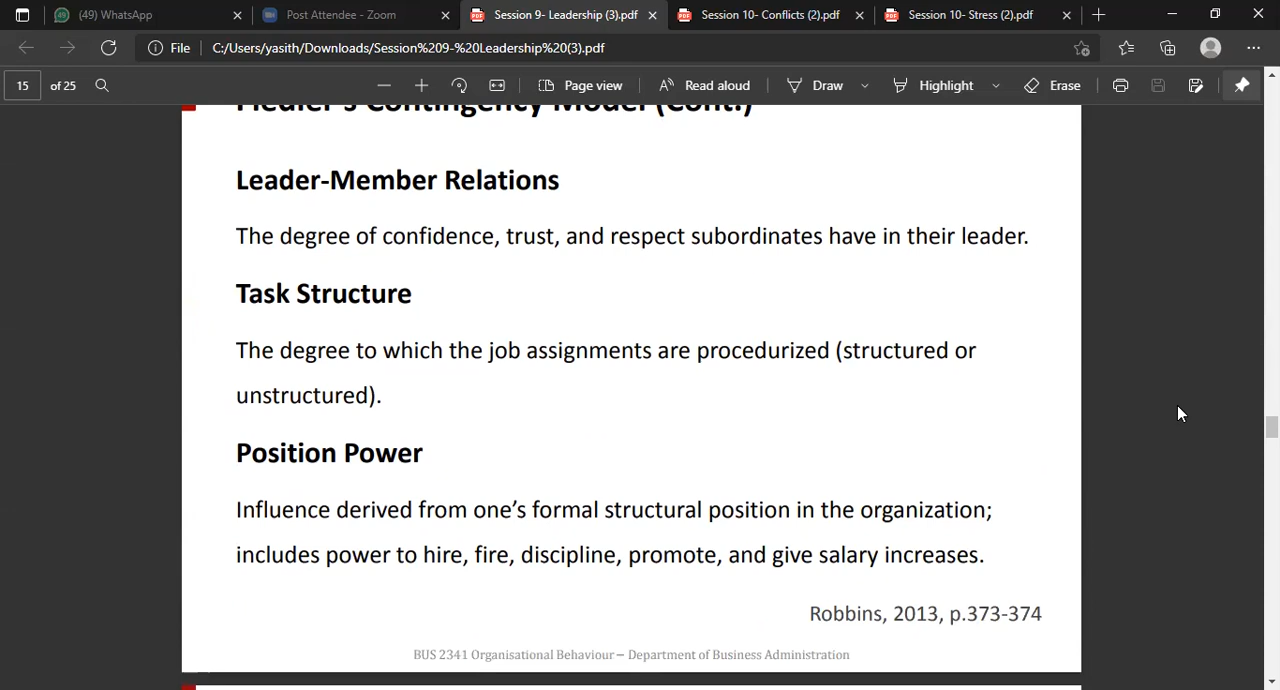 (49) WhatsApp
Post Attendee - Zoom
Session 9- Leadership (3).pdf
Session 10- Conflicts (2).pdf
Session 10- Stress (2).pdf
File
C:/Users/yasith/Downloads/Session%209-%20Leadership%20(3).pdf
15 of 25
Page view
Read aloud
Draw
Highlight
Erase
Fiedler's Contingency Model (Cont.)
Leader-Member Relations
The degree of confidence, trust, and respect subordinates have in their leader.
Task Structure
The degree to which the job assignments are procedurized (structured or
unstructured).
Position Power
Influence derived from one's formal structural position in the organization;
includes power to hire, fire, discipline, promote, and give salary increases.
Robbins, 2013, p.373-374
BUS 2341 Organisational Behaviour – Department of Business Administration